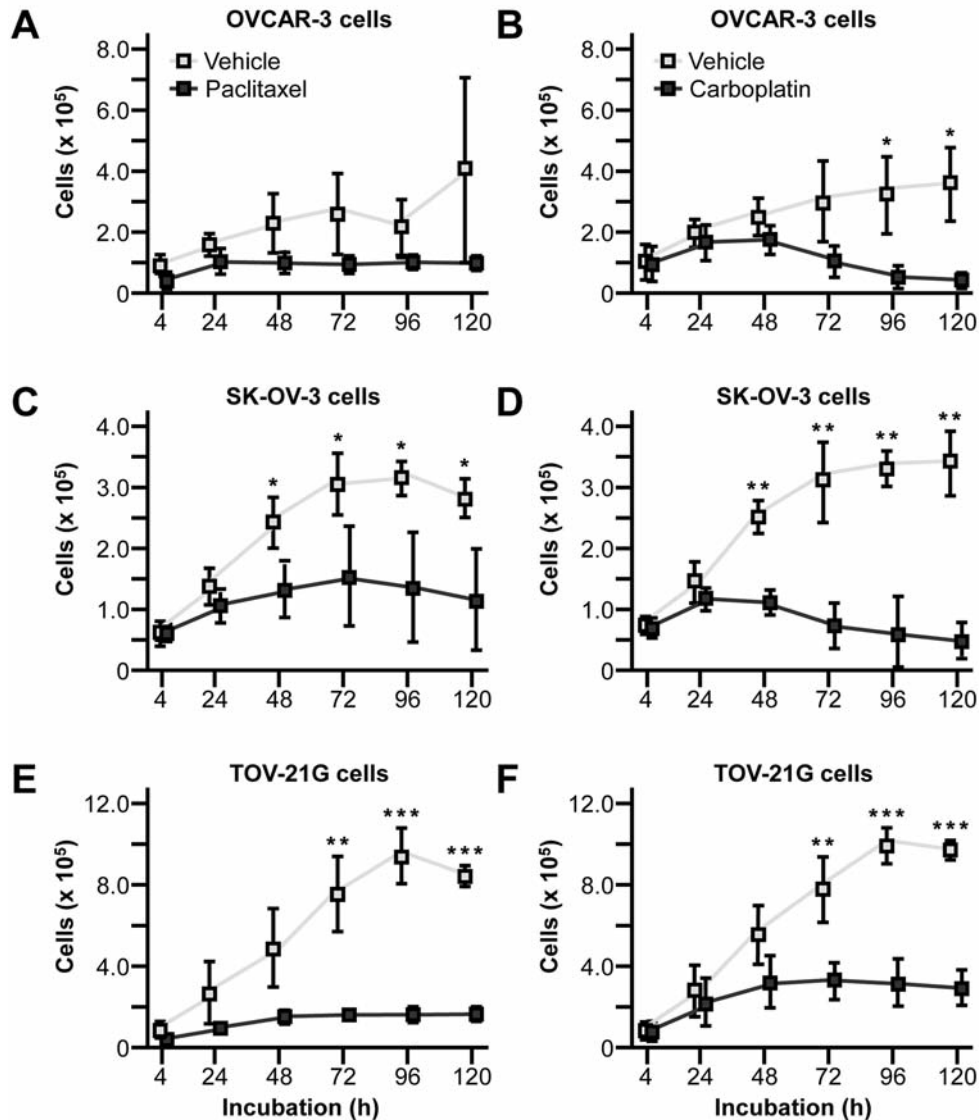 A
OVCAR-3 cells
Cells (x 10⁵)
8.0
6.0
4.0
2.0
0
Vehicle
Paclitaxel
4 24 48 72 96 120
B
OVCAR-3 cells
Cells (x 10⁵)
8.0
6.0
4.0
2.0
0
Vehicle
Carboplatin
* *
4 24 48 72 96 120
C
SK-OV-3 cells
Cells (x 10⁵)
4.0
3.0
2.0
1.0
0
* * * *
4 24 48 72 96 120
D
SK-OV-3 cells
Cells (x 10⁵)
4.0
3.0
2.0
1.0
0
** ** ** **
4 24 48 72 96 120
E
TOV-21G cells
Cells (x 10⁵)
12.0
8.0
4.0
0
** *** ***
4 24 48 72 96 120
Incubation (h)
F
TOV-21G cells
Cells (x 10⁵)
12.0
8.0
4.0
0
** *** ***
4 24 48 72 96 120
Incubation (h)